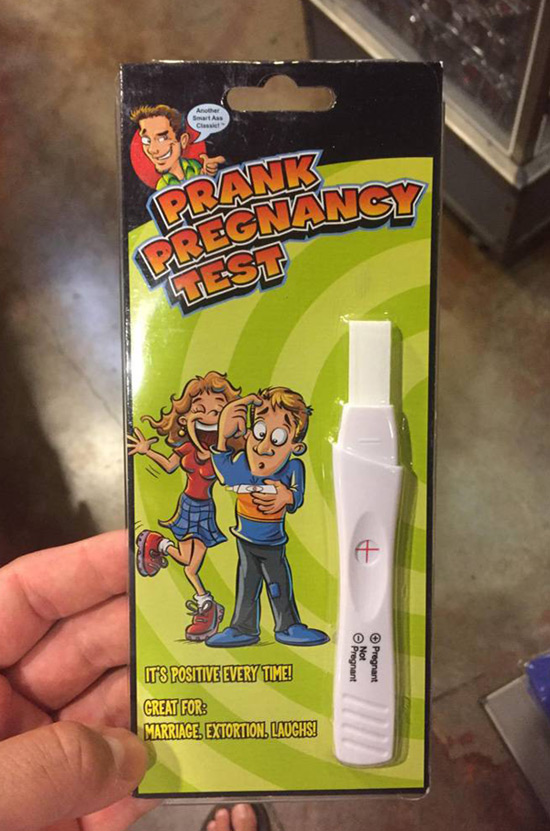 Another
Smart Ass
Classic!™
PRANK
PREGNANCY
TEST
⊕ Pregnant
⊖ Not
Pregnant
IT'S POSITIVE EVERY TIME!
GREAT FOR:
MARRIAGE, EXTORTION, LAUGHS!